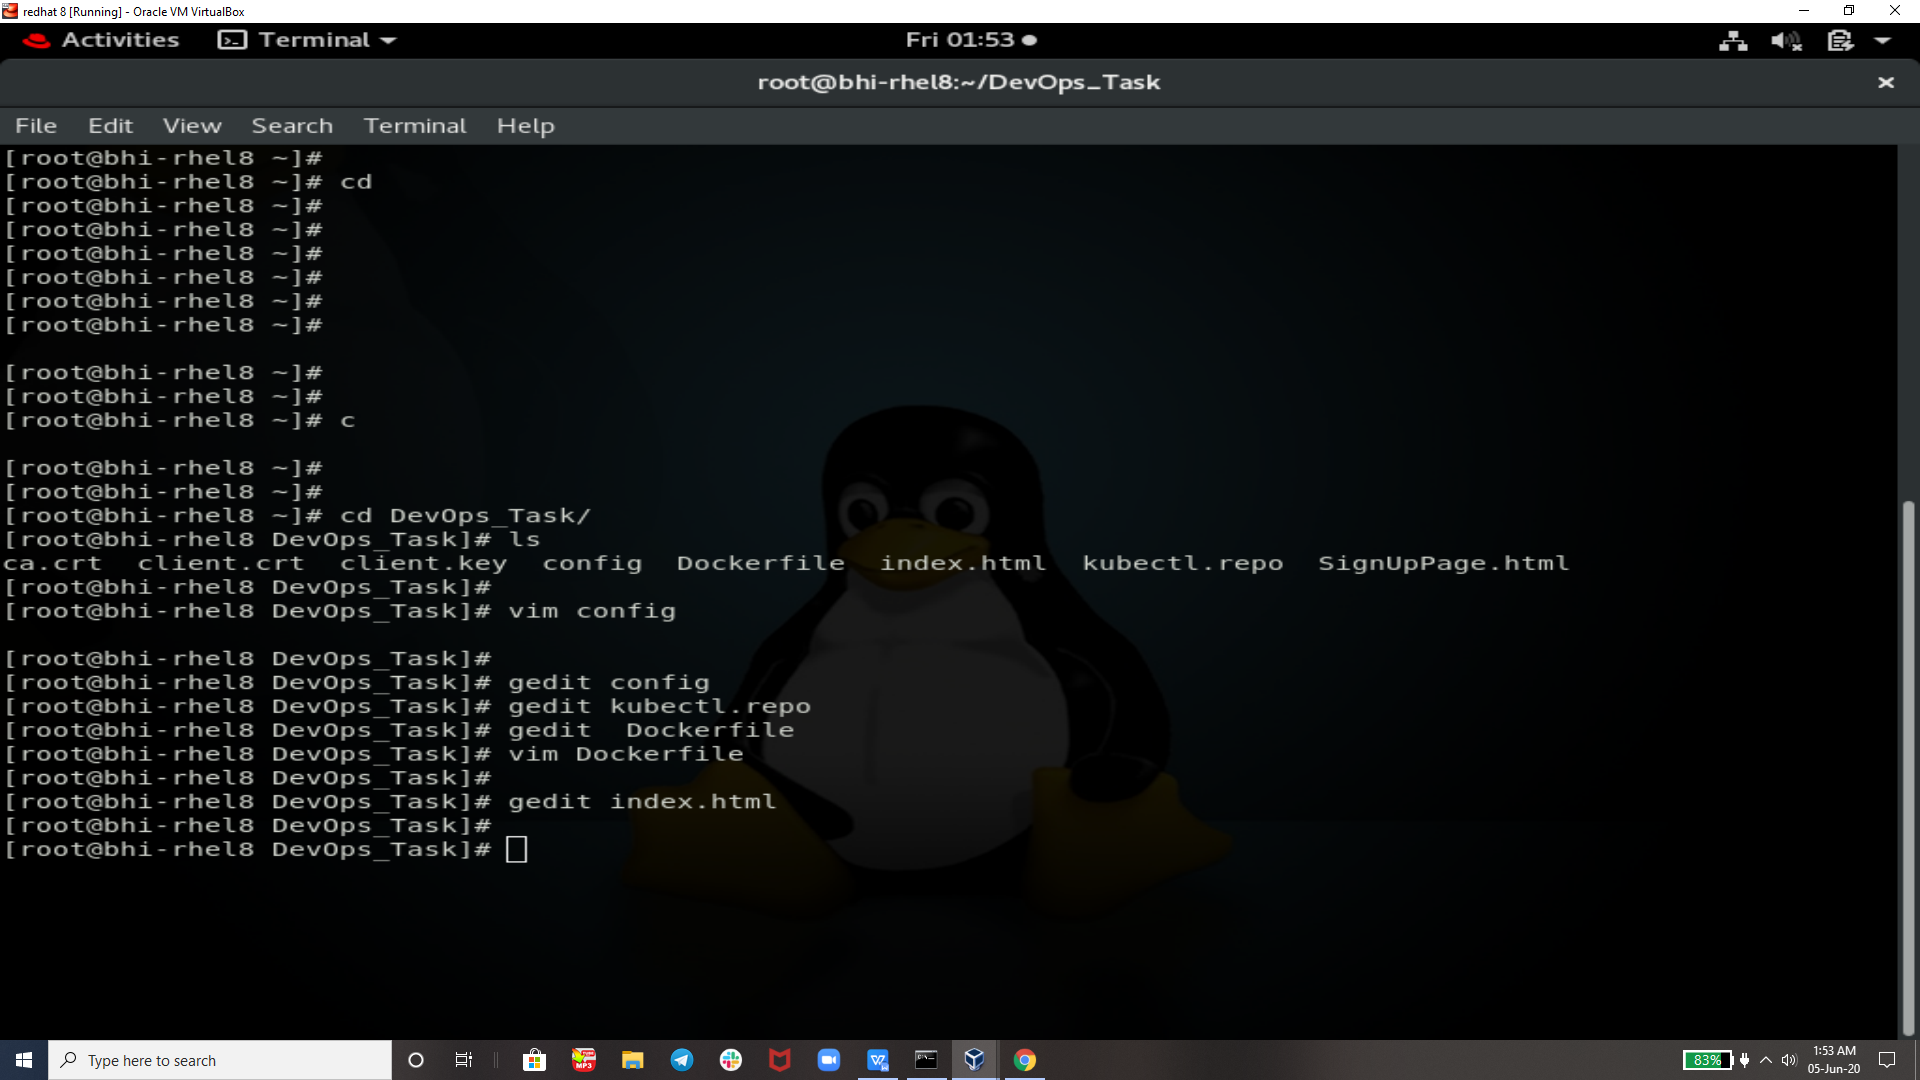 redhat 8 [Running] - Oracle VM VirtualBox
Activities Terminal Fri 01:53
root@bhi-rhel8:~/DevOps_Task
File Edit View Search Terminal Help
[root@bhi-rhel8 ~]#
[root@bhi-rhel8 ~]# cd
[root@bhi-rhel8 ~]#
[root@bhi-rhel8 ~]#
[root@bhi-rhel8 ~]#
[root@bhi-rhel8 ~]#
[root@bhi-rhel8 ~]#
[root@bhi-rhel8 ~]#
[root@bhi-rhel8 ~]#
[root@bhi-rhel8 ~]#
[root@bhi-rhel8 ~]# c
[root@bhi-rhel8 ~]#
[root@bhi-rhel8 ~]#
[root@bhi-rhel8 ~]# cd DevOps_Task/
[root@bhi-rhel8 DevOps_Task]# ls
ca.crt client.crt client.key config Dockerfile index.html kubectl.repo SignUpPage.html
[root@bhi-rhel8 DevOps_Task]#
[root@bhi-rhel8 DevOps_Task]# vim config
[root@bhi-rhel8 DevOps_Task]#
[root@bhi-rhel8 DevOps_Task]# gedit config
[root@bhi-rhel8 DevOps_Task]# gedit kubectl.repo
[root@bhi-rhel8 DevOps_Task]# gedit  Dockerfile
[root@bhi-rhel8 DevOps_Task]# vim Dockerfile
[root@bhi-rhel8 DevOps_Task]#
[root@bhi-rhel8 DevOps_Task]# gedit index.html
[root@bhi-rhel8 DevOps_Task]#
[root@bhi-rhel8 DevOps_Task]#
Type here to search
MP3
83%
1:53 AM
05-Jun-20